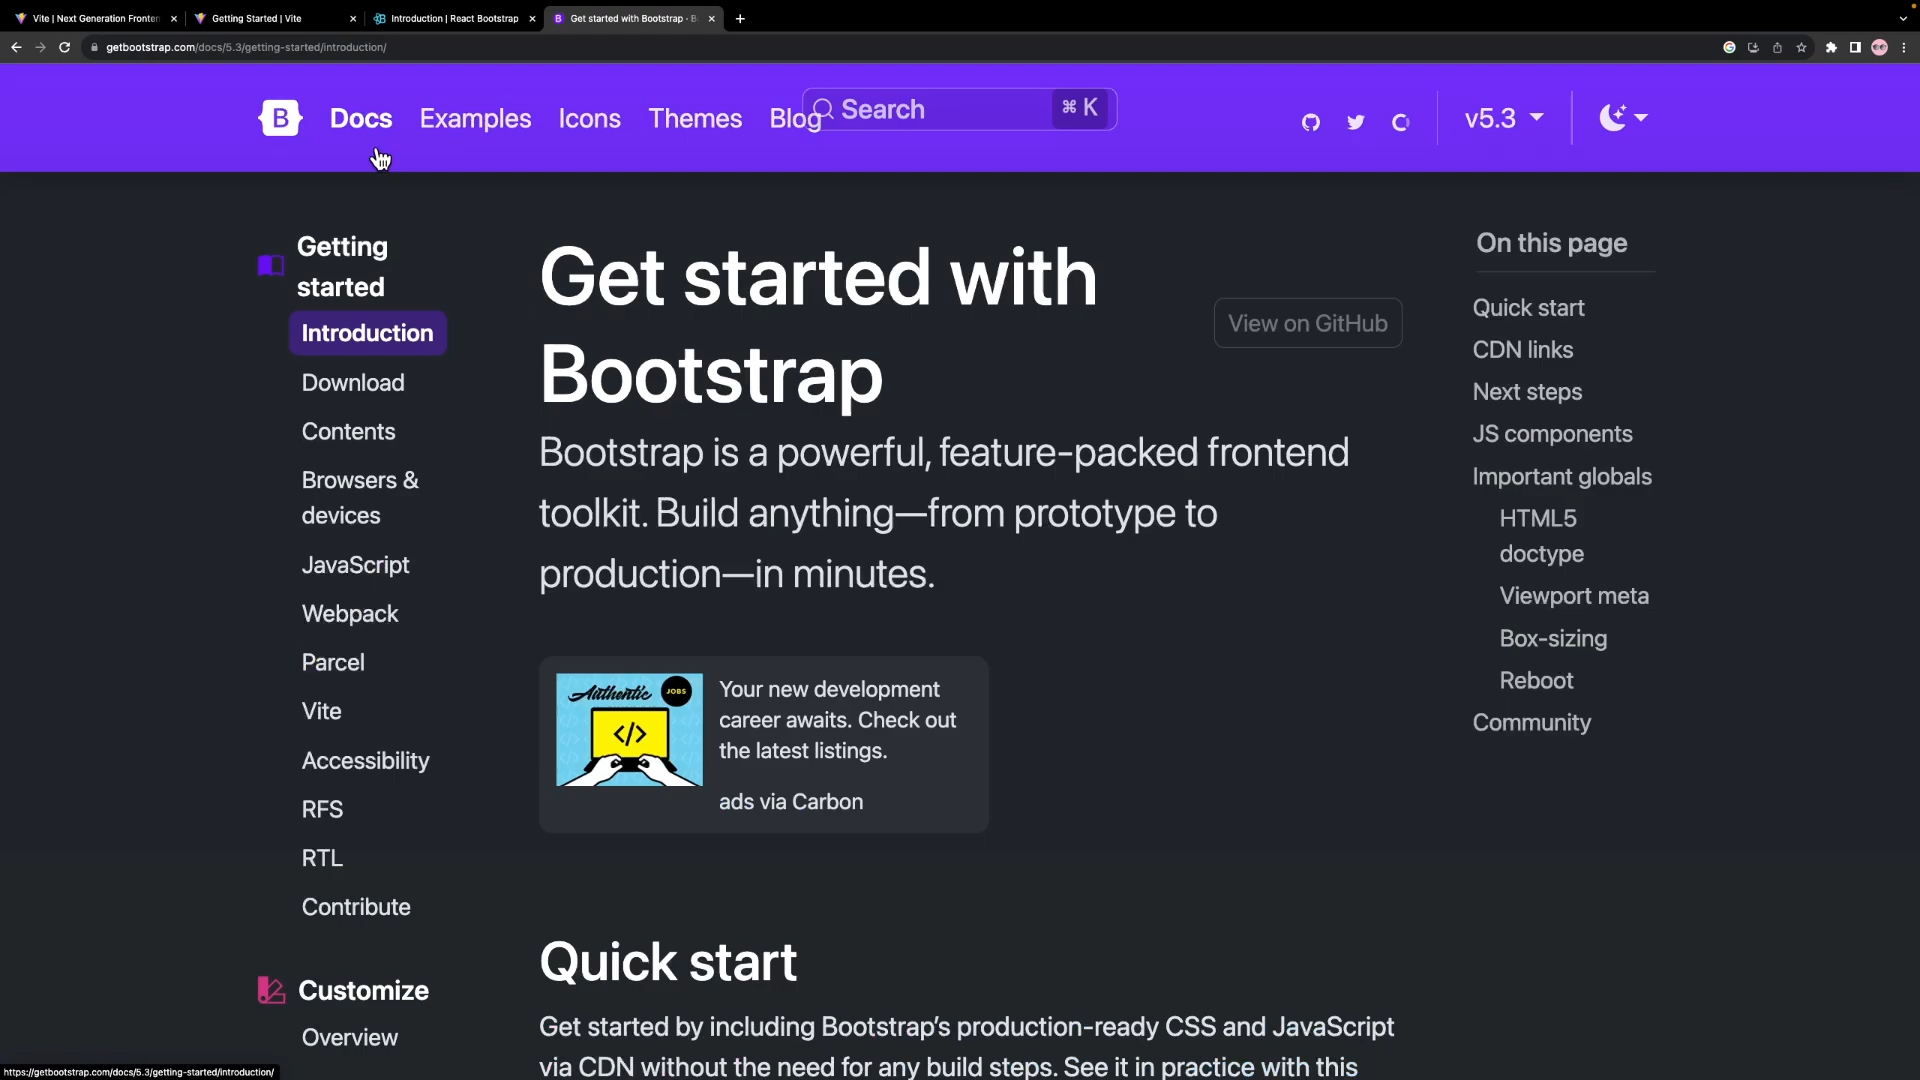 Vite | Next Generation Fronten
Getting Started | Vite
Introduction | React Bootstrap
Get started with Bootstrap · B
getbootstrap.com/docs/5.3/getting-started/introduction/
B
Docs
Examples
Icons
Themes
Blog
Search
⌘ K
v5.3
Getting
started
Introduction
Download
Contents
Browsers &
devices
JavaScript
Webpack
Parcel
Vite
Accessibility
RFS
RTL
Contribute
Customize
Overview
Get started with
Bootstrap
View on GitHub
Bootstrap is a powerful, feature-packed frontend
toolkit. Build anything—from prototype to
production—in minutes.
Authentic JOBS
</>
Your new development
career awaits. Check out
the latest listings.
ads via Carbon
Quick start
Get started by including Bootstrap's production-ready CSS and JavaScript
via CDN without the need for any build steps. See it in practice with this
On this page
Quick start
CDN links
Next steps
JS components
Important globals
HTML5
doctype
Viewport meta
Box-sizing
Reboot
Community
https://getbootstrap.com/docs/5.3/getting-started/introduction/